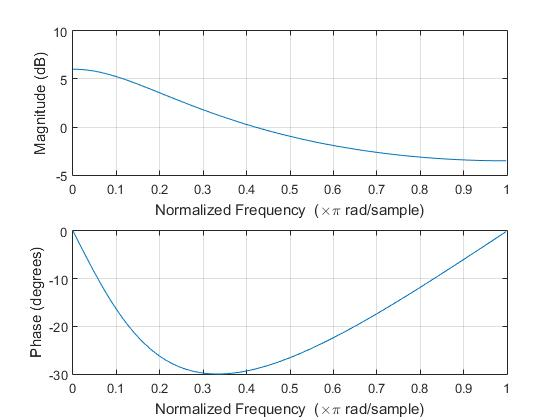 10
5
0
-5
Magnitude (dB)
0 0.1 0.2 0.3 0.4 0.5 0.6 0.7 0.8 0.9 1
Normalized Frequency (×π rad/sample)
0
-10
-20
-30
Phase (degrees)
0 0.1 0.2 0.3 0.4 0.5 0.6 0.7 0.8 0.9 1
Normalized Frequency (×π rad/sample)